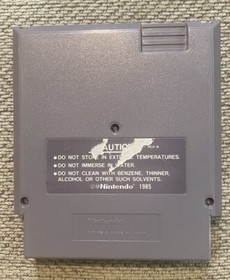 CAUTION
● DO NOT STORE IN EXTREME TEMPERATURES.
● DO NOT IMMERSE IN WATER.
● DO NOT CLEAN WITH BENZENE, THINNER,
ALCOHOL OR OTHER SUCH SOLVENTS.
©®Nintendo 1985